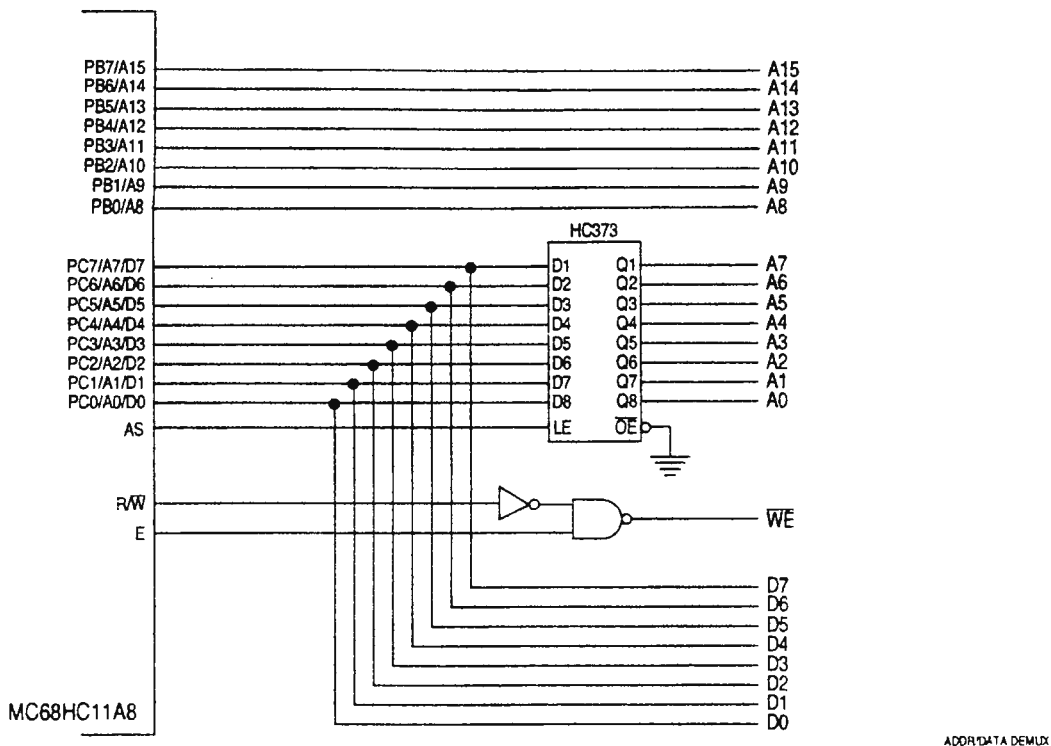 PB7/A15 A15
PB6/A14 A14
PB5/A13 A13
PB4/A12 A12
PB3/A11 A11
PB2/A10 A10
PB1/A9 A9
PB0/A8 A8
HC373
PC7/A7/D7 D1 Q1 A7
PC6/A6/D6 D2 Q2 A6
PC5/A5/D5 D3 Q3 A5
PC4/A4/D4 D4 Q4 A4
PC3/A3/D3 D5 Q5 A3
PC2/A2/D2 D6 Q6 A2
PC1/A1/D1 D7 Q7 A1
PC0/A0/D0 D8 Q8 A0
AS LE O̅E̅
R/W̅
W̅E̅
E
D7
D6
D5
D4
D3
D2
D1
D0
MC68HC11A8
ADDR/DATA DEMUX